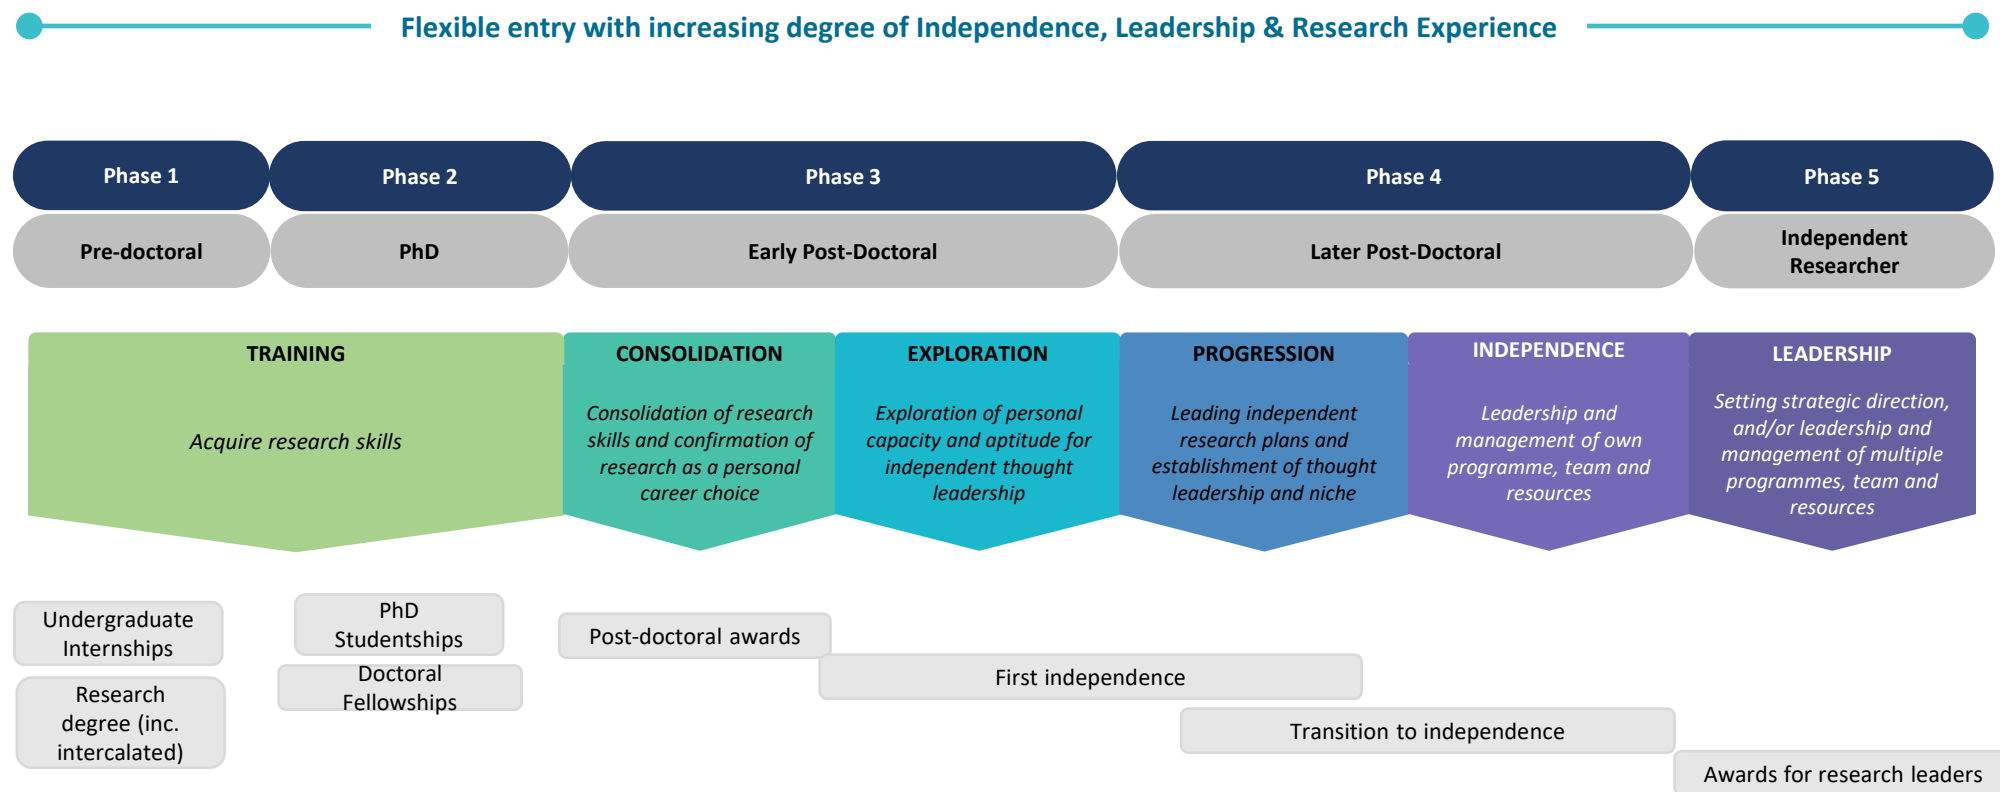 Flexible entry with increasing degree of Independence, Leadership & Research Experience
Phase 1
Phase 2
Phase 3
Phase 4
Phase 5
Pre-doctoral
PhD
Early Post-Doctoral
Later Post-Doctoral
Independent
Researcher
TRAINING
Acquire research skills
CONSOLIDATION
Consolidation of research
skills and confirmation of
research as a personal
career choice
EXPLORATION
Exploration of personal
capacity and aptitude for
independent thought
leadership
PROGRESSION
Leading independent
research plans and
establishment of thought
leadership and niche
INDEPENDENCE
Leadership and
management of own
programme, team and
resources
LEADERSHIP
Setting strategic direction,
and/or leadership and
management of multiple
programmes, team and
resources
Undergraduate
Internships
Research
degree (inc.
intercalated)
PhD
Studentships
Doctoral
Fellowships
Post-doctoral awards
First independence
Transition to independence
Awards for research leaders